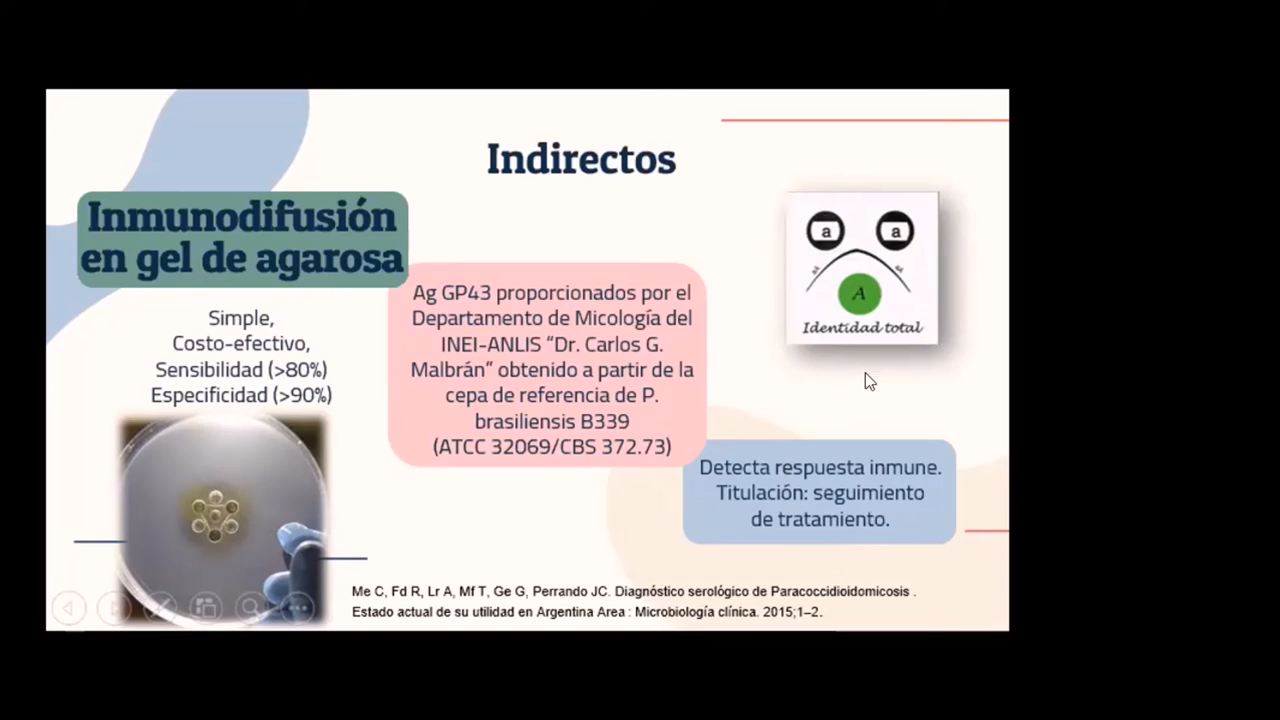 Indirectos
Inmunodifusión
en gel de agarosa
Simple,
Costo-efectivo,
Sensibilidad (>80%)
Especificidad (>90%)
Ag GP43 proporcionados por el
Departamento de Micología del
INEI-ANLIS “Dr. Carlos G.
Malbrán” obtenido a partir de la
cepa de referencia de P.
brasiliensis B339
(ATCC 32069/CBS 372.73)
a a
A
Identidad total
Detecta respuesta inmune.
Titulación: seguimiento
de tratamiento.
Me C, Fd R, Lr A, Mf T, Ge G, Perrando JC. Diagnóstico serológico de Paracoccidioidomicosis .
Estado actual de su utilidad en Argentina Area : Microbiología clínica. 2015;1–2.